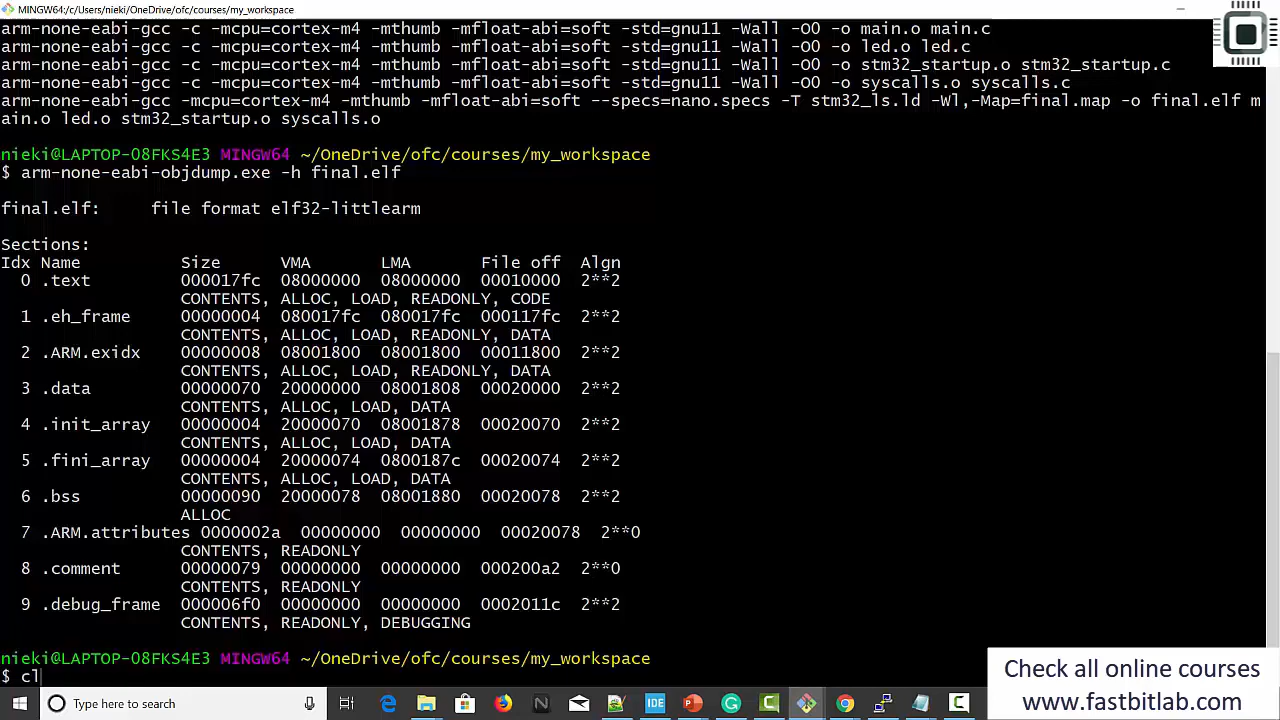 MINGW64:/c/Users/nieki/OneDrive/ofc/courses/my_workspace
arm-none-eabi-gcc -c -mcpu=cortex-m4 -mthumb -mfloat-abi=soft -std=gnu11 -Wall -O0 -o main.o main.c
arm-none-eabi-gcc -c -mcpu=cortex-m4 -mthumb -mfloat-abi=soft -std=gnu11 -Wall -O0 -o led.o led.c
arm-none-eabi-gcc -c -mcpu=cortex-m4 -mthumb -mfloat-abi=soft -std=gnu11 -Wall -O0 -o stm32_startup.o stm32_startup.c
arm-none-eabi-gcc -c -mcpu=cortex-m4 -mthumb -mfloat-abi=soft -std=gnu11 -Wall -O0 -o syscalls.o syscalls.c
arm-none-eabi-gcc -mcpu=cortex-m4 -mthumb -mfloat-abi=soft --specs=nano.specs -T stm32_ls.ld -Wl,-Map=final.map -o final.elf m
ain.o led.o stm32_startup.o syscalls.o
nieki@LAPTOP-08FKS4E3 MINGW64 ~/OneDrive/ofc/courses/my_workspace
$ arm-none-eabi-objdump.exe -h final.elf
final.elf:     file format elf32-littlearm
Sections:
Idx Name Size VMA LMA File off Algn
0 .text 000017fc 08000000 08000000 00010000 2**2
CONTENTS, ALLOC, LOAD, READONLY, CODE
1 .eh_frame 00000004 080017fc 080017fc 000117fc 2**2
CONTENTS, ALLOC, LOAD, READONLY, DATA
2 .ARM.exidx 00000008 08001800 08001800 00011800 2**2
CONTENTS, ALLOC, LOAD, READONLY, DATA
3 .data 00000070 20000000 08001808 00020000 2**2
CONTENTS, ALLOC, LOAD, DATA
4 .init_array 00000004 20000070 08001878 00020070 2**2
CONTENTS, ALLOC, LOAD, DATA
5 .fini_array 00000004 20000074 0800187c 00020074 2**2
CONTENTS, ALLOC, LOAD, DATA
6 .bss 00000090 20000078 08001880 00020078 2**2
ALLOC
7 .ARM.attributes 0000002a 00000000 00000000 00020078 2**0
CONTENTS, READONLY
8 .comment 00000079 00000000 00000000 000200a2 2**0
CONTENTS, READONLY
9 .debug_frame 000006f0 00000000 00000000 0002011c 2**2
CONTENTS, READONLY, DEBUGGING
nieki@LAPTOP-08FKS4E3 MINGW64 ~/OneDrive/ofc/courses/my_workspace
$ cl
Check all online courses
www.fastbitlab.com
Type here to search
IDE